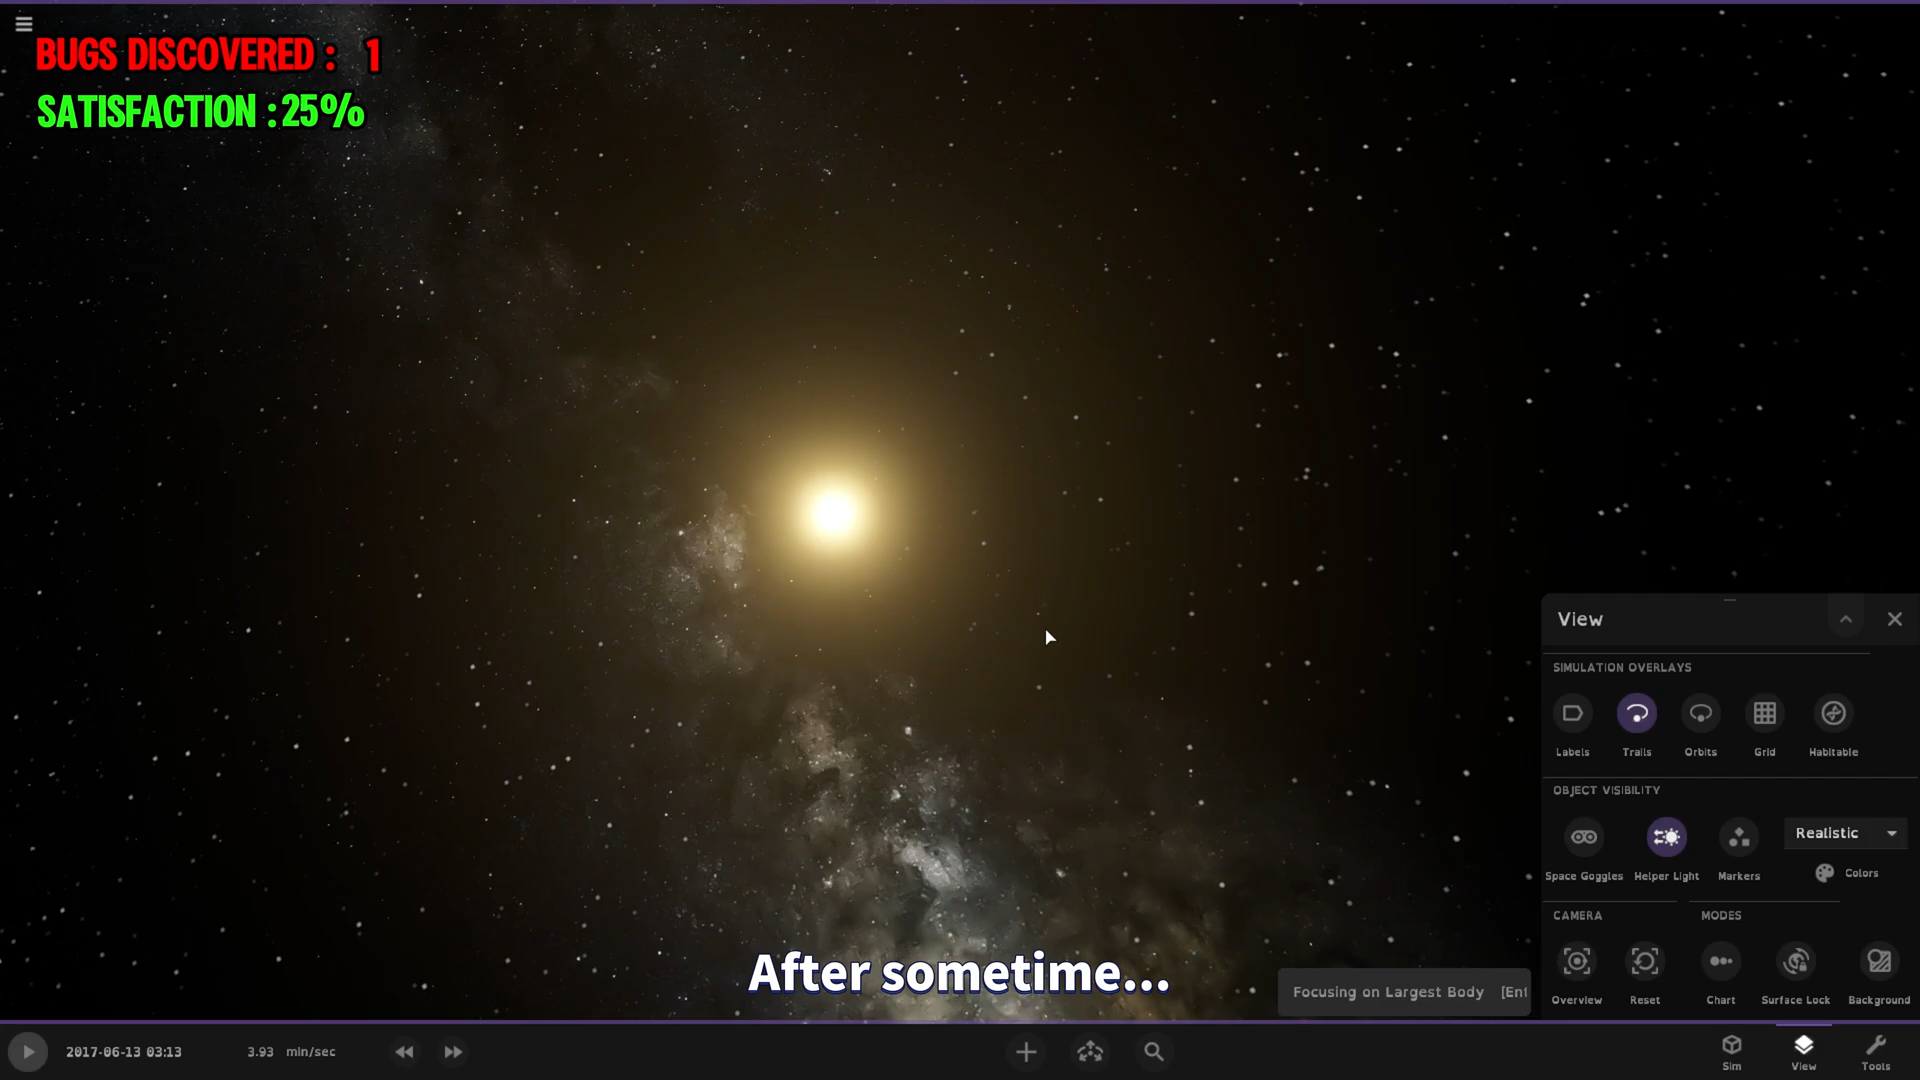 BUGS DISCOVERED : 1
SATISFACTION :25%
View
SIMULATION OVERLAYS
Labels Trails Orbits Grid Habitable
OBJECT VISIBILITY
Realistic
Space Goggles Helper Light Markers Colors
CAMERA MODES
Overview Reset Chart Surface Lock Background
After sometime...
Focusing on Largest Body [Ent
2017-06-13 03:13 3.93 min/sec
Sim View Tools